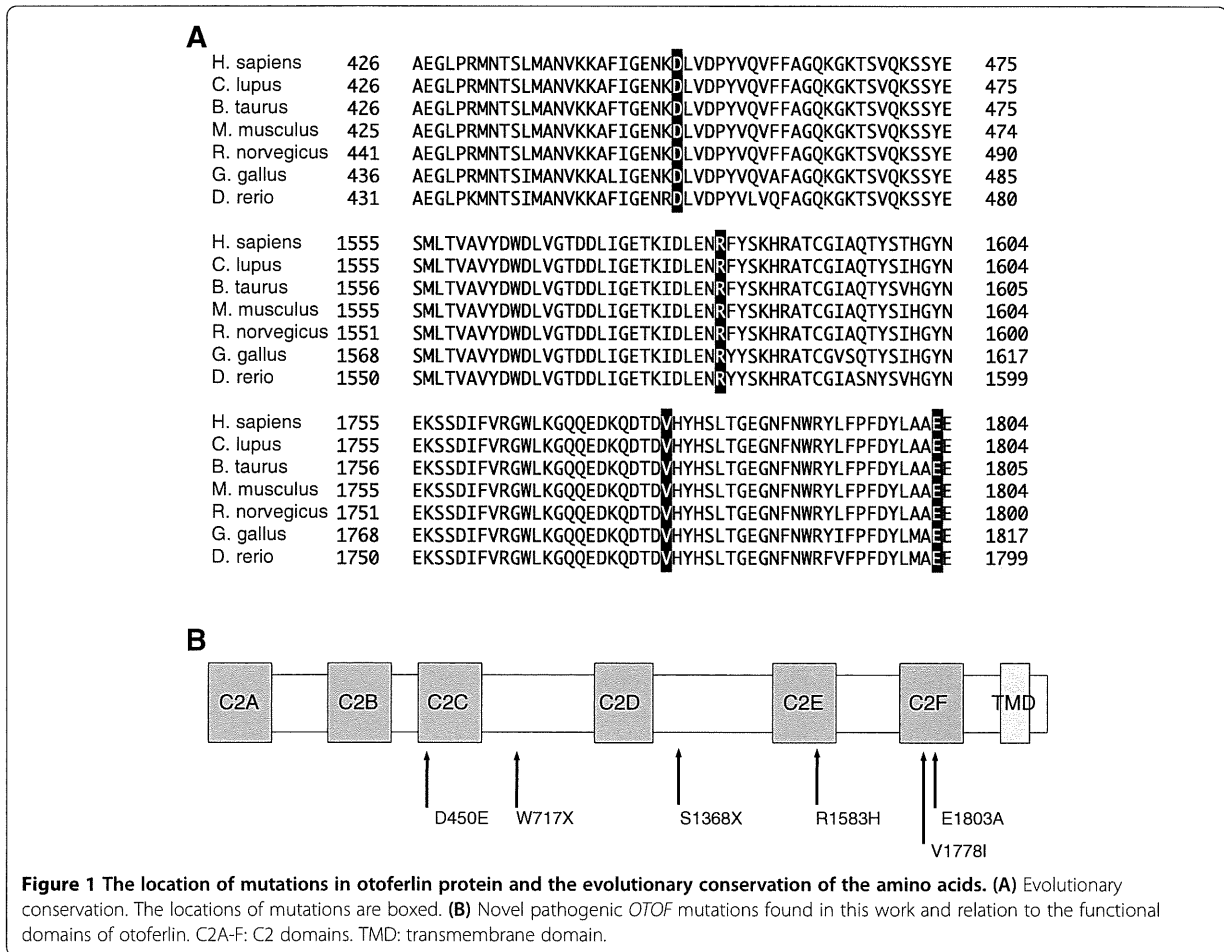 A
H. sapiens 426 AEGLPRMNTSLMANVKKAFIGENKDLVDPYVQVFFAGQKGKTSVQKSSYE 475
C. lupus 426 AEGLPRMNTSLMANVKKAFIGENKDLVDPYVQVFFAGQKGKTSVQKSSYE 475
B. taurus 426 AEGLPRMNTSLMANVKKAFTGENKDLVDPYVQVFFAGQKGKTSVQKSSYE 475
M. musculus 425 AEGLPRMNTSLMANVKKAFIGENKDLVDPYVQVFFAGQKGKTSVQKSSYE 474
R. norvegicus 441 AEGLPRMNTSLMANVKKAFIGENKDLVDPYVQVFFAGQKGKTSVQKSSYE 490
G. gallus 436 AEGLPRMNTSIMANVKKALIGENKDLVDPYVQVAFAGQKGKTSVQKSSYE 485
D. rerio 431 AEGLPKMNTSIMANVKKAFIGENRDLVDPYVLVQFAGQKGKTSVQKSSYE 480
H. sapiens 1555 SMLTVAVYDWDLVGTDDLIGETKIDLENRFYSKHRATCGIAQTYSTHGYN 1604
C. lupus 1555 SMLTVAVYDWDLVGTDDLIGETKIDLENRFYSKHRATCGIAQTYSIHGYN 1604
B. taurus 1556 SMLTVAVYDWDLVGTDDLIGETKIDLENRFYSKHRATCGIAQTYSVHGYN 1605
M. musculus 1555 SMLTVAVYDWDLVGTDDLIGETKIDLENRFYSKHRATCGIAQTYSIHGYN 1604
R. norvegicus 1551 SMLTVAVYDWDLVGTDDLIGETKIDLENRFYSKHRATCGIAQTYSIHGYN 1600
G. gallus 1568 SMLTVAVYDWDLVGTDDLIGETKIDLENRYYSKHRATCGVSQTYSIHGYN 1617
D. rerio 1550 SMLTVAVYDWDLVGTDDLIGETKIDLENRYYSKHRATCGIASNYSVHGYN 1599
H. sapiens 1755 EKSSDIFVRGWLKGQQEDKQDTDVHYHSLTGEGNFNWRYLFPFDYLAAEE 1804
C. lupus 1755 EKSSDIFVRGWLKGQQEDKQDTDVHYHSLTGEGNFNWRYLFPFDYLAAEE 1804
B. taurus 1756 EKSSDIFVRGWLKGQQEDKQDTDVHYHSLTGEGNFNWRYLFPFDYLAAEE 1805
M. musculus 1755 EKSSDIFVRGWLKGQQEDKQDTDVHYHSLTGEGNFNWRYLFPFDYLAAEE 1804
R. norvegicus 1751 EKSSDIFVRGWLKGQQEDKQDTDVHYHSLTGEGNFNWRYLFPFDYLAAEE 1800
G. gallus 1768 EKSSDIFVRGWLKGQQEDKQDTDVHYHSLTGEGNFNWRYIFPFDYLMAEE 1817
D. rerio 1750 EKSSDIFVRGWLKGQQEDKQDTDVHYHSLTGEGNFNWRFVFPFDYLMAEE 1799
B
C2A C2B C2C C2D C2E C2F TMD
D450E W717X S1368X R1583H E1803A
V1778I
Figure 1 The location of mutations in otoferlin protein and the evolutionary conservation of the amino acids. (A) Evolutionary
conservation. The locations of mutations are boxed. (B) Novel pathogenic OTOF mutations found in this work and relation to the functional
domains of otoferlin. C2A-F: C2 domains. TMD: transmembrane domain.